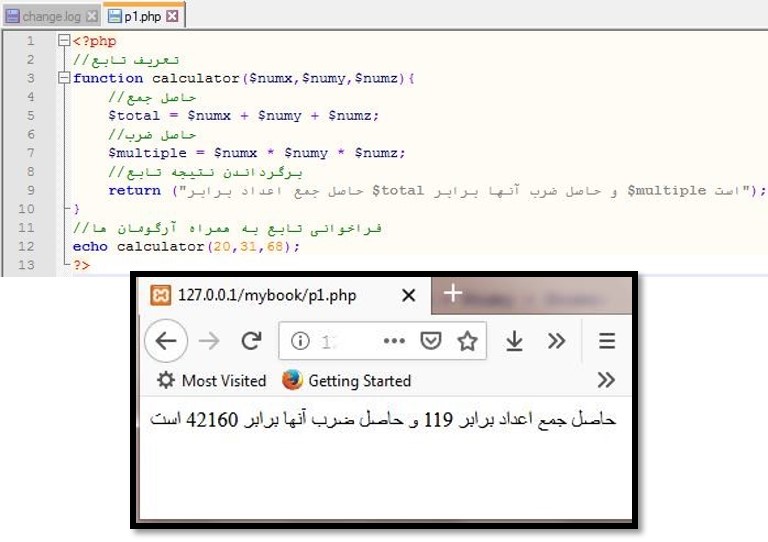 change.log
p1.php
1 <?php
2 //تعریف تابع
3 function calculator($numx,$numy,$numz){
4 //حاصل جمع
5 $total = $numx + $numy + $numz;
6 //حاصل ضرب
7 $multiple = $numx * $numy * $numz;
8 //برگرداندن نتیجه تابع
9 return ("حاصل جمع اعداد برابر $total و حاصل ضرب آنها برابر $multiple است");
10 }
11 //فراخوانی تابع به همراه آرگومان ها
12 echo calculator(20,31,68);
13 ?>
127.0.0.1/mybook/p1.php
Most Visited Getting Started
حاصل جمع اعداد برابر 119 و حاصل ضرب آنها برابر 42160 است